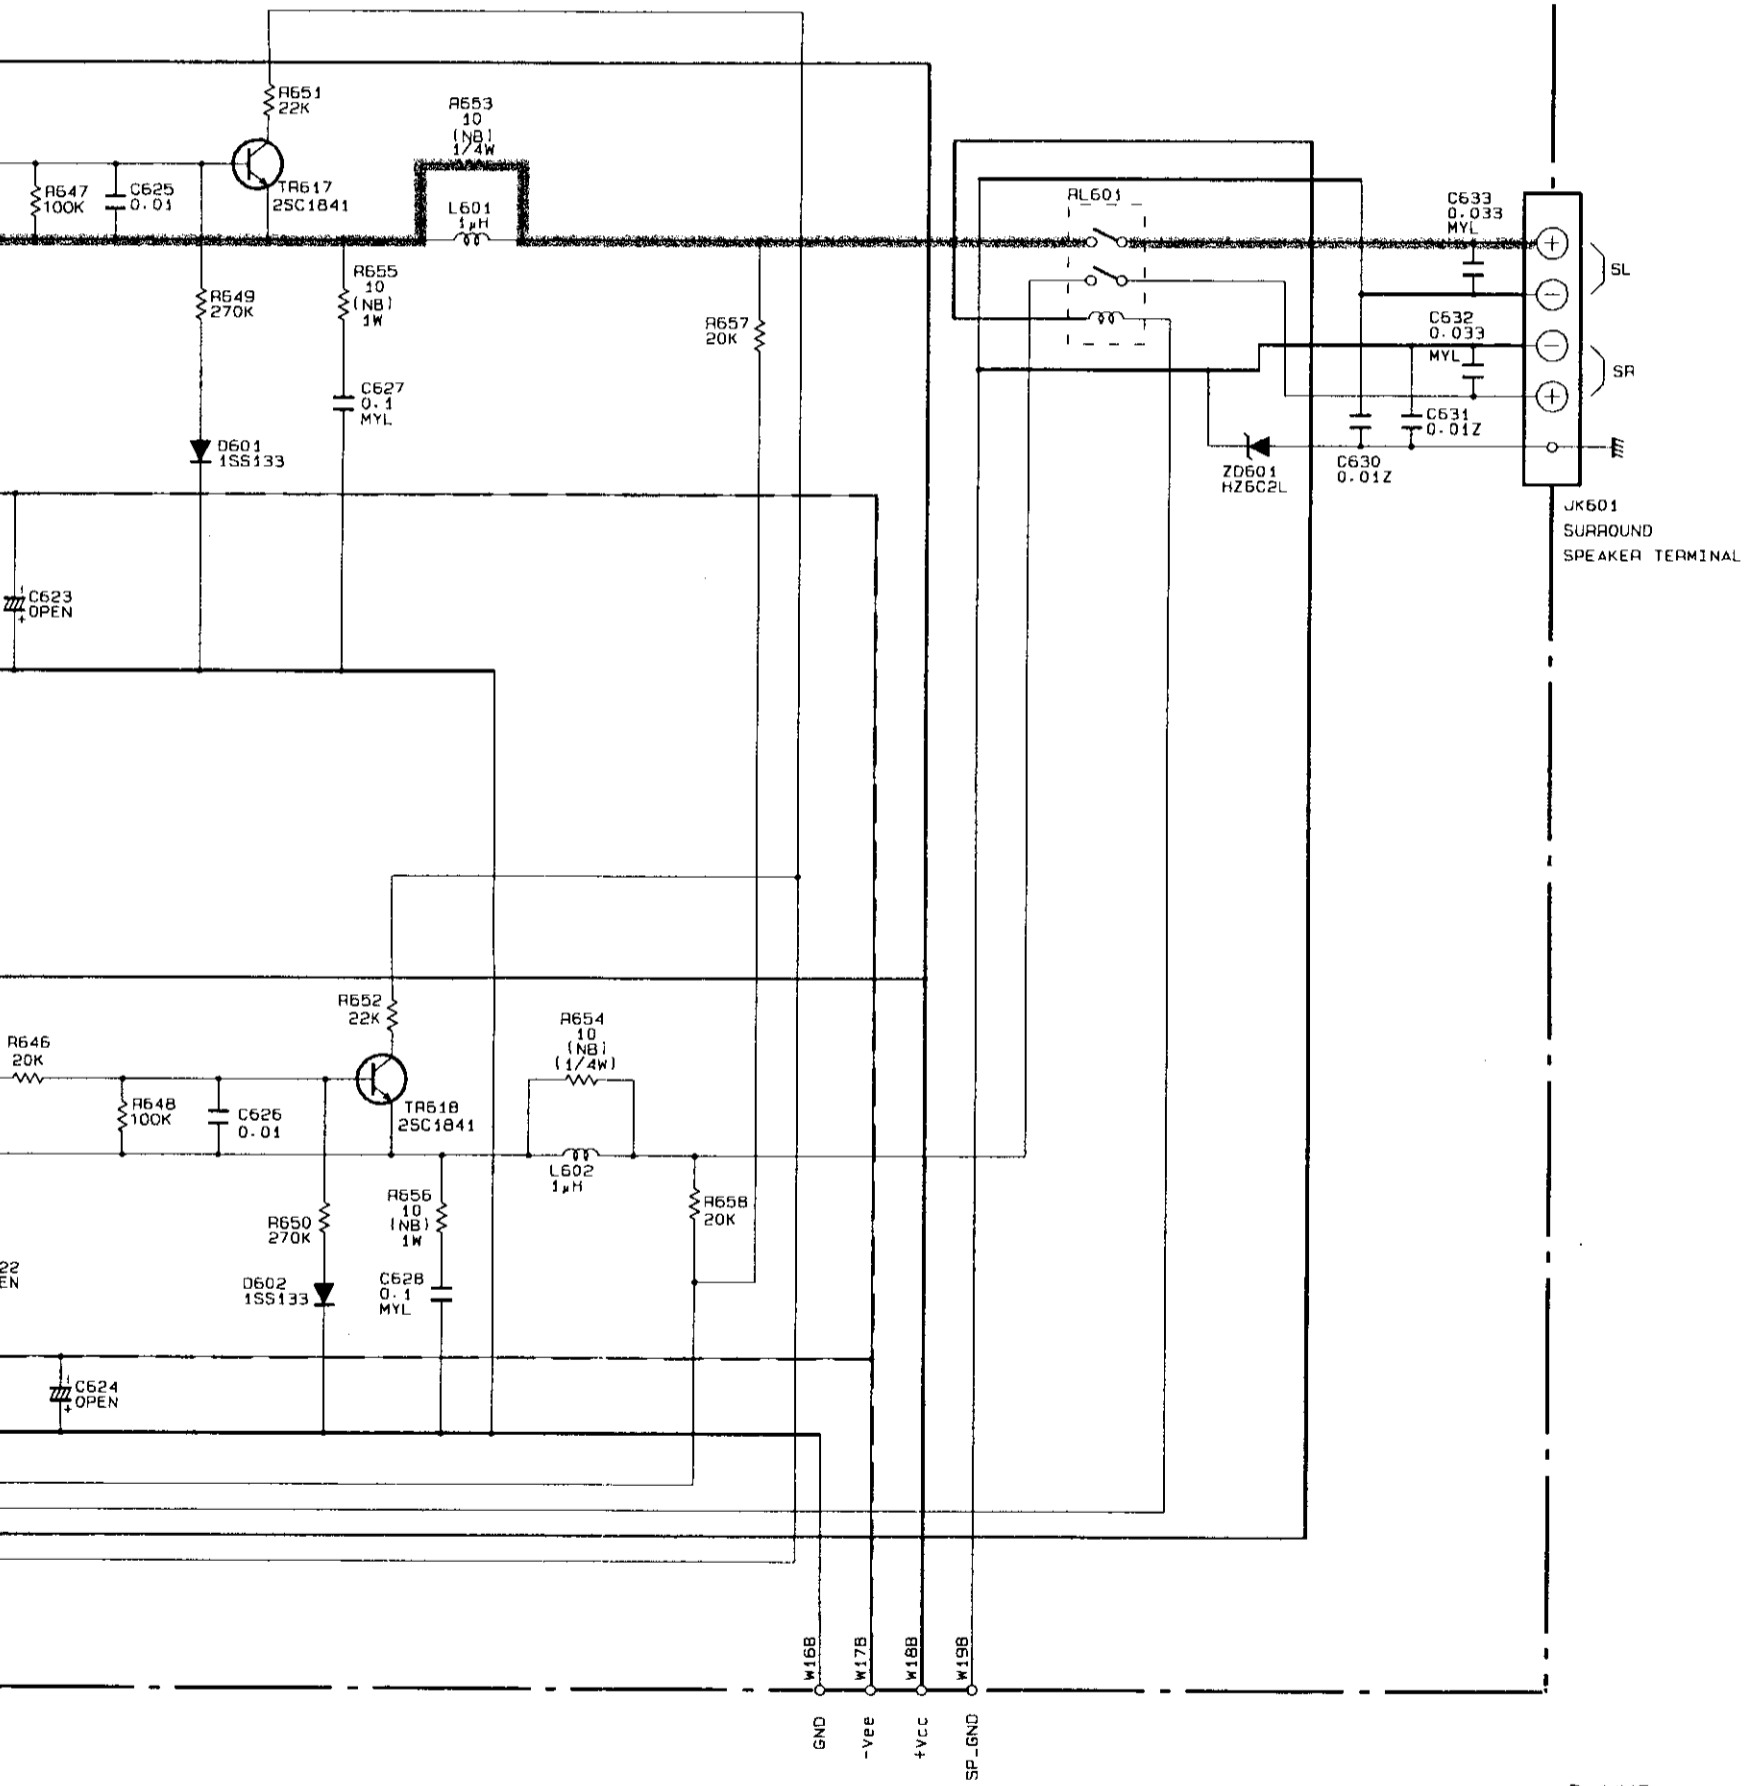 R651
22K
R653
10
(NB)
1/4W
R647
100K
C625
0.01
TR617
2SC1841
L601
1µH
RL601
C633
0.033
MYL
SL
R655
10
(NB)
1W
R649
270K
R657
20K
C632
0.033
MYL
SR
C627
0.1
MYL
C631
0.01Z
D601
1SS133
ZD601
HZ6C2L
C630
0.01Z
JK601
SURROUND
SPEAKER TERMINAL
C623
OPEN
R652
22K
R646
20K
R654
10
(NB)
(1/4W)
R648
100K
C626
0.01
TR618
2SC1841
L602
1µH
R656
10
(NB)
1W
R658
20K
R650
270K
22
EN
D602
1SS133
C628
0.1
MYL
C624
OPEN
W16B
W17B
W18B
W19B
GND
-Vee
+Vcc
SP_GND